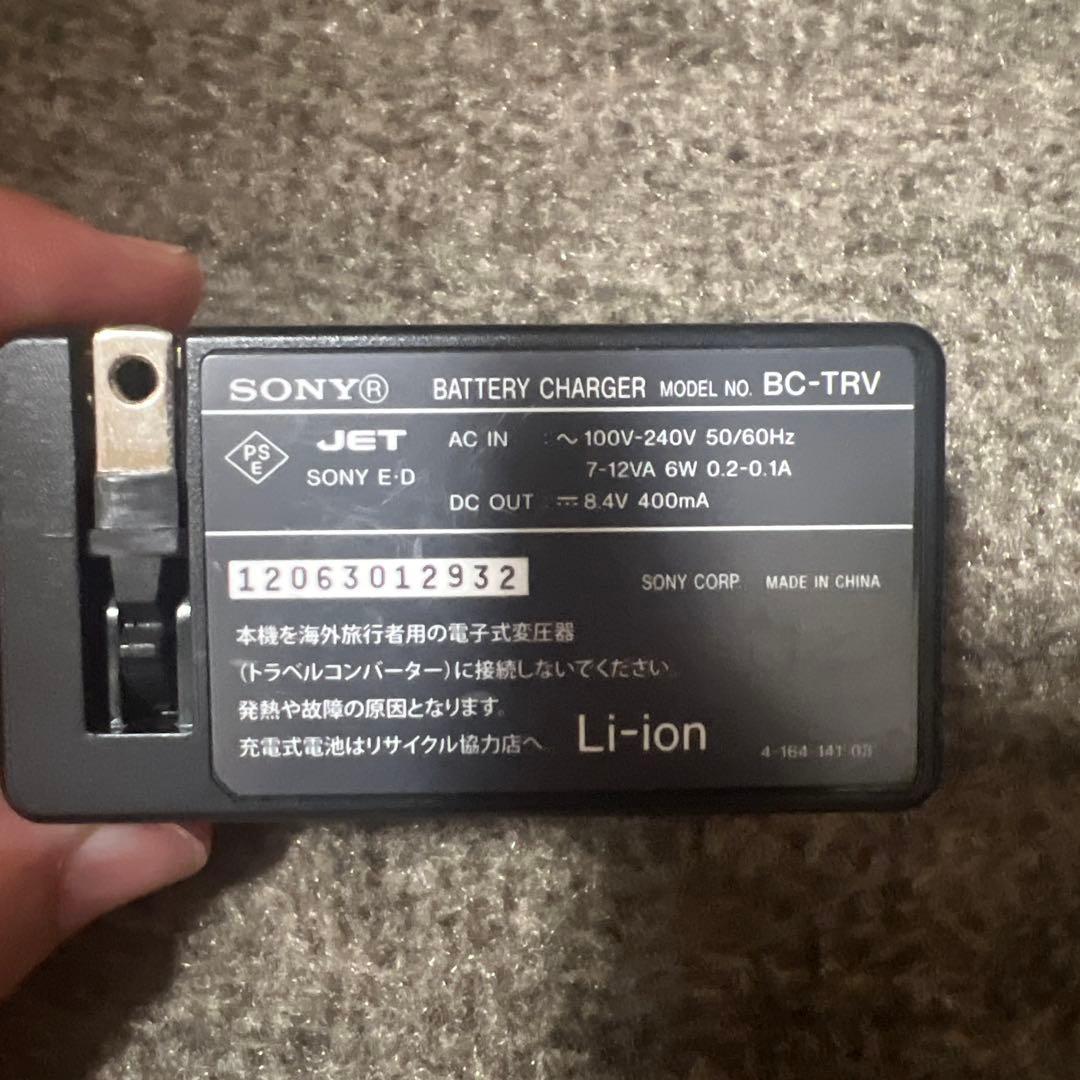 SONY® BATTERY CHARGER MODEL NO. BC-TRV
PS E JET AC IN : ～100V-240V 50/60Hz
SONY E·D 7-12VA 6W 0.2-0.1A
DC OUT : ⎓8.4V 400mA
12063012932 SONY CORP. MADE IN CHINA
本機を海外旅行者用の電子式変圧器
(トラベルコンバーター)に接続しないでください。
発熱や故障の原因となります。
充電式電池はリサイクル協力店へ Li-ion
4-164-141-03